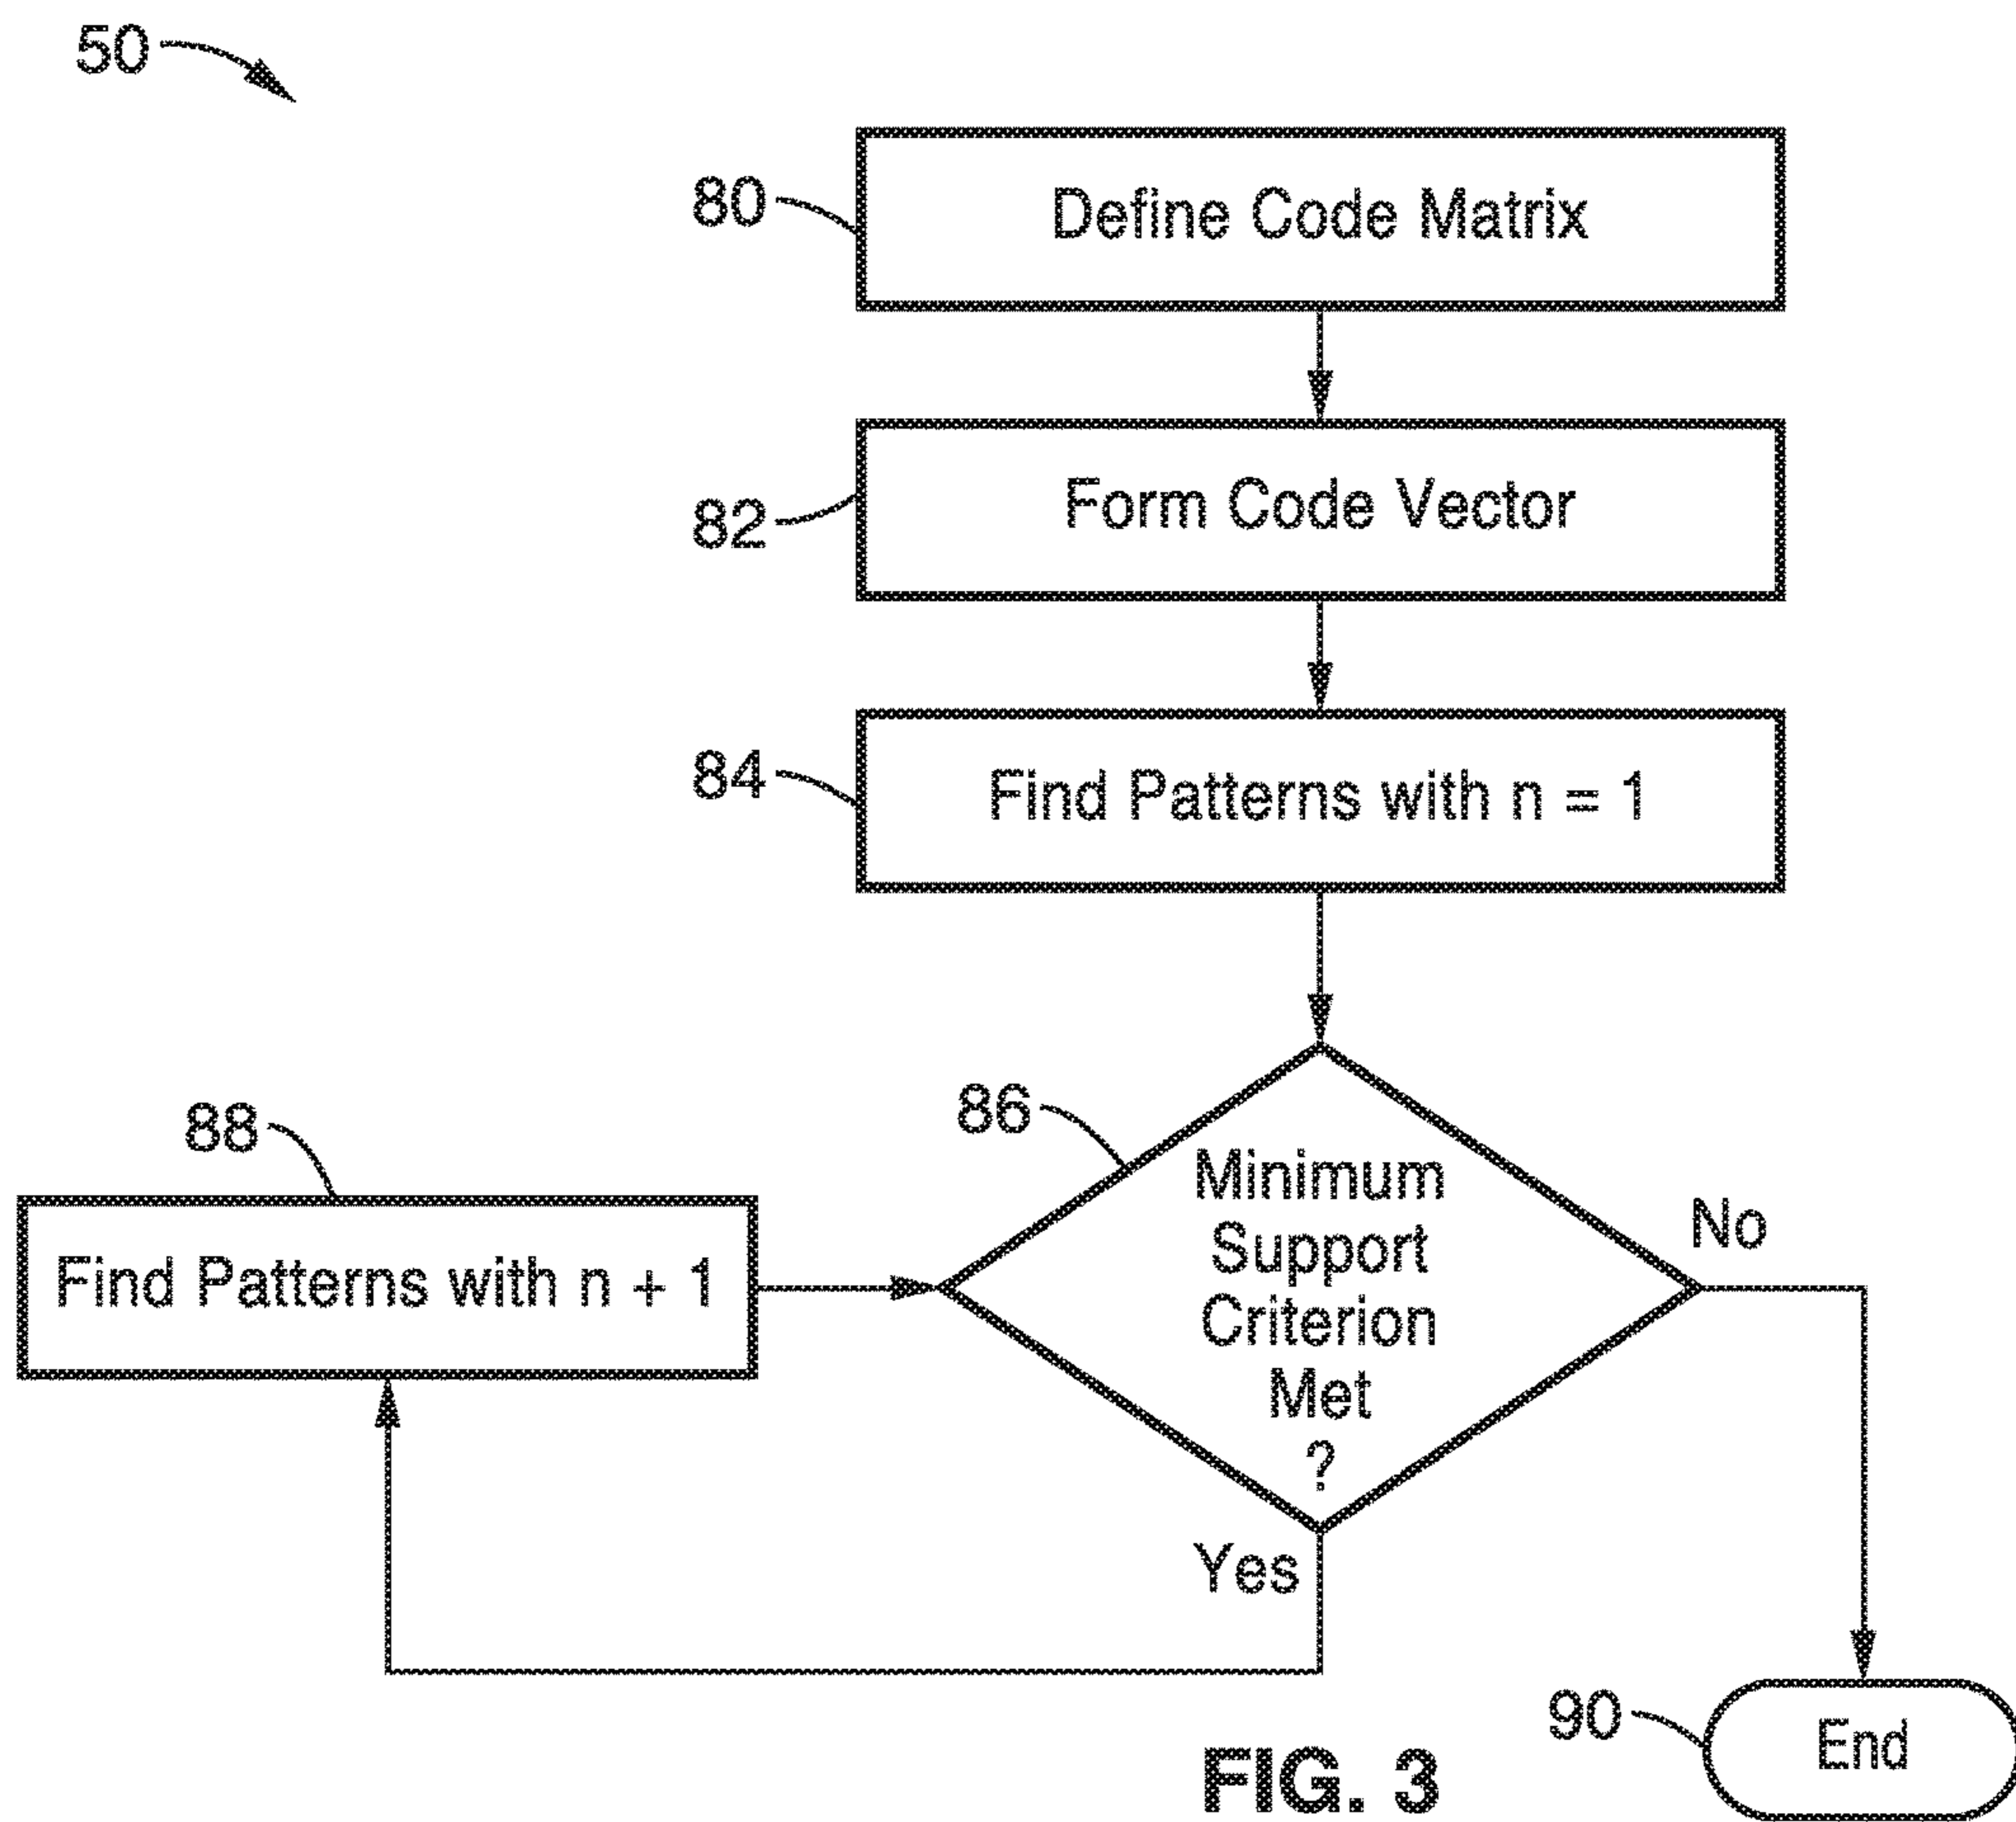 50
80
Define Code Matrix
82
Form Code Vector
84
Find Patterns with n = 1
86
Minimum
Support
Criterion
Met
?
No
Yes
88
Find Patterns with n + 1
90
End
FIG. 3